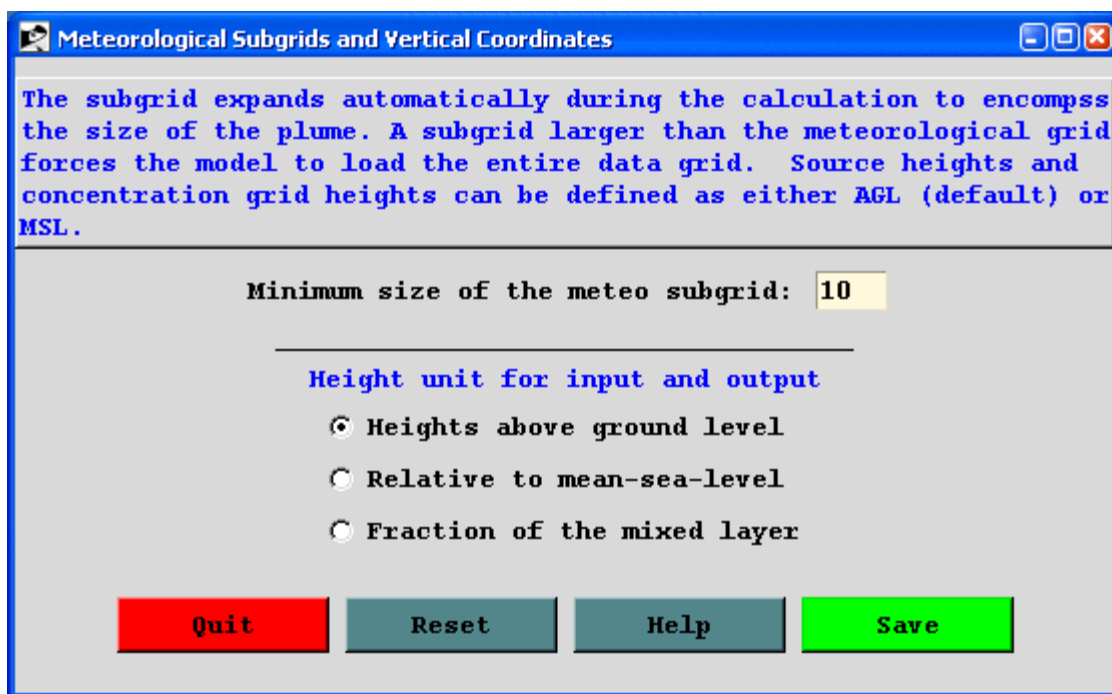 Meteorological Subgrids and Vertical Coordinates
The subgrid expands automatically during the calculation to encompss
the size of the plume. A subgrid larger than the meteorological grid
forces the model to load the entire data grid.  Source heights and
concentration grid heights can be defined as either AGL (default) or
MSL.
Minimum size of the meteo subgrid: 10
Height unit for input and output
Heights above ground level
Relative to mean-sea-level
Fraction of the mixed layer
Quit Reset Help Save